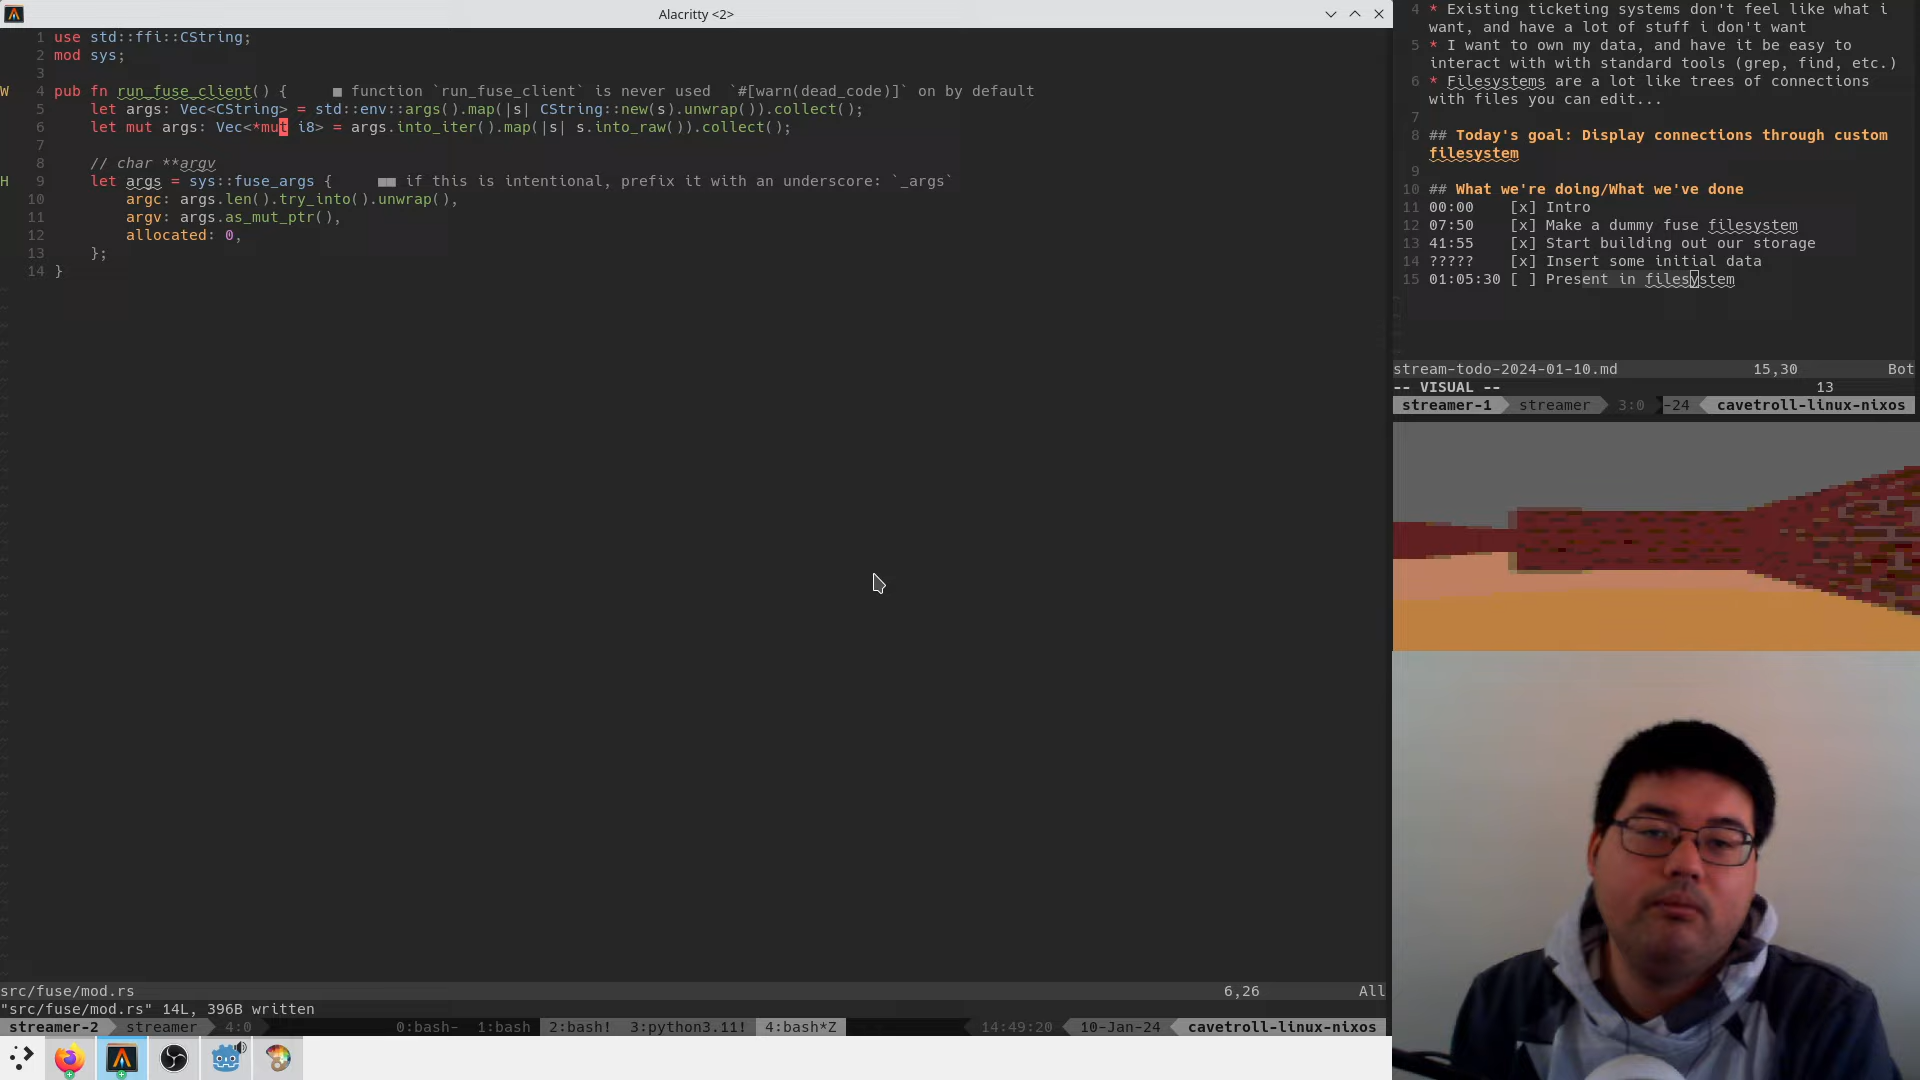 Alacritty <2>
1 use std::ffi::CString;
2 mod sys;
3
W 4 pub fn run_fuse_client() { ■ function `run_fuse_client` is never used `#[warn(dead_code)]` on by default
5 let args: Vec<CString> = std::env::args().map(|s| CString::new(s).unwrap()).collect();
6 let mut args: Vec<*mut i8> = args.into_iter().map(|s| s.into_raw()).collect();
7
8 // char **argv
H 9 let args = sys::fuse_args { ■■ if this is intentional, prefix it with an underscore: `_args`
10 argc: args.len().try_into().unwrap(),
11 argv: args.as_mut_ptr(),
12 allocated: 0,
13 };
14 }
src/fuse/mod.rs 6,26 All
"src/fuse/mod.rs" 14L, 396B written
streamer-2 streamer 4:0 0:bash- 1:bash 2:bash! 3:python3.11! 4:bash*Z 14:49:20 10-Jan-24 cavetroll-linux-nixos
4 * Existing ticketing systems don't feel like what i
want, and have a lot of stuff i don't want
5 * I want to own my data, and have it be easy to
interact with with standard tools (grep, find, etc.)
6 * Filesystems are a lot like trees of connections
with files you can edit...
7
8 ## Today's goal: Display connections through custom
filesystem
9
10 ## What we're doing/What we've done
11 00:00 [x] Intro
12 07:50 [x] Make a dummy fuse filesystem
13 41:55 [x] Start building out our storage
14 ????? [x] Insert some initial data
15 01:05:30 [ ] Present in filesystem
stream-todo-2024-01-10.md 15,30 Bot
-- VISUAL -- 13
streamer-1 streamer 3:0 -24 cavetroll-linux-nixos